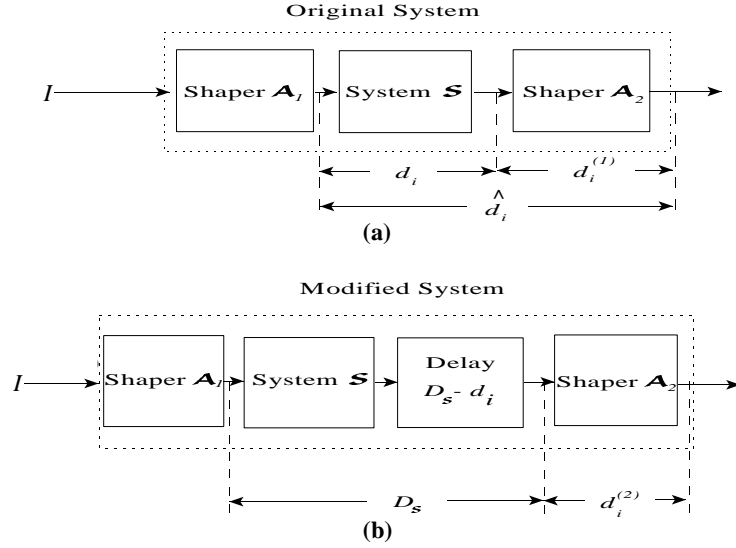 Original System
I
Shaper A₁
System S
Shaper A₂
dᵢ
dᵢ⁽¹⁾
d̂ᵢ
(a)
Modified System
I
Shaper A₁
System S
Delay
Dₛ - dᵢ
Shaper A₂
Dₛ
dᵢ⁽²⁾
(b)